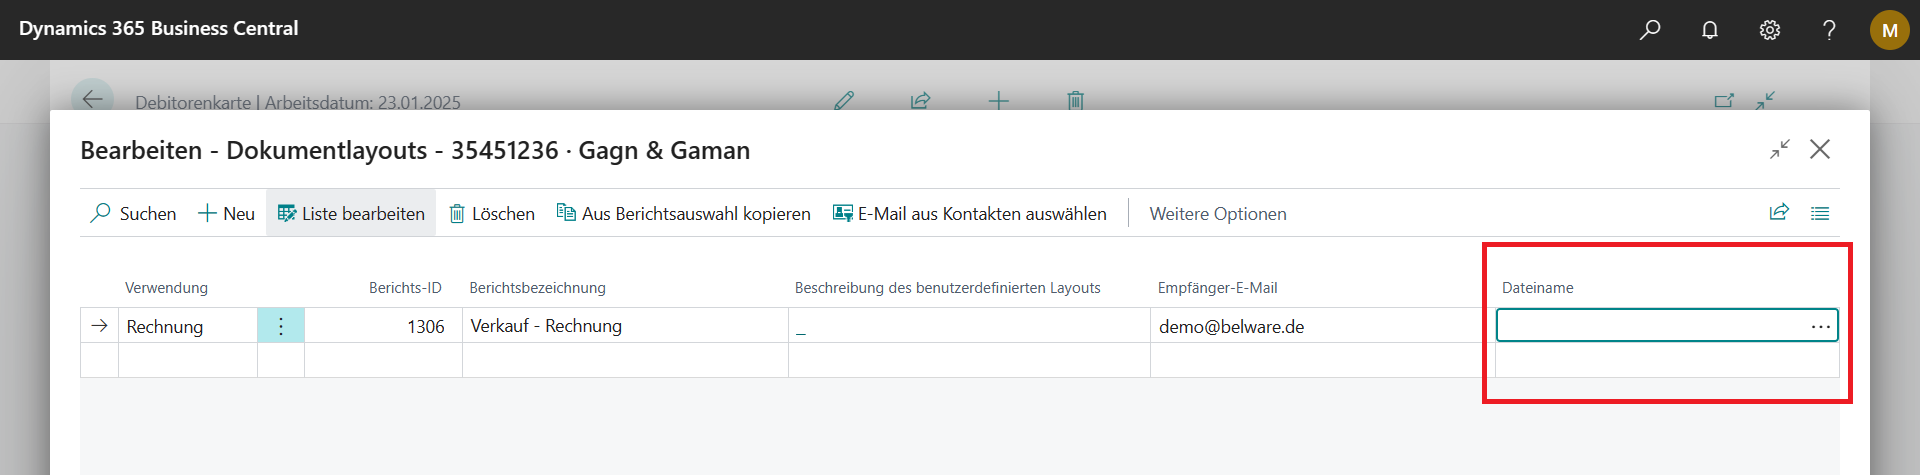 Dynamics 365 Business Central
M
Debitorenkarte | Arbeitsdatum: 23.01.2025
Bearbeiten - Dokumentlayouts - 35451236 · Gagn & Gaman
Suchen Neu Liste bearbeiten Löschen Aus Berichtsauswahl kopieren E-Mail aus Kontakten auswählen Weitere Optionen
Verwendung Berichts-ID Berichtsbezeichnung Beschreibung des benutzerdefinierten Layouts Empfänger-E-Mail Dateiname
Rechnung 1306 Verkauf - Rechnung _ demo@belware.de